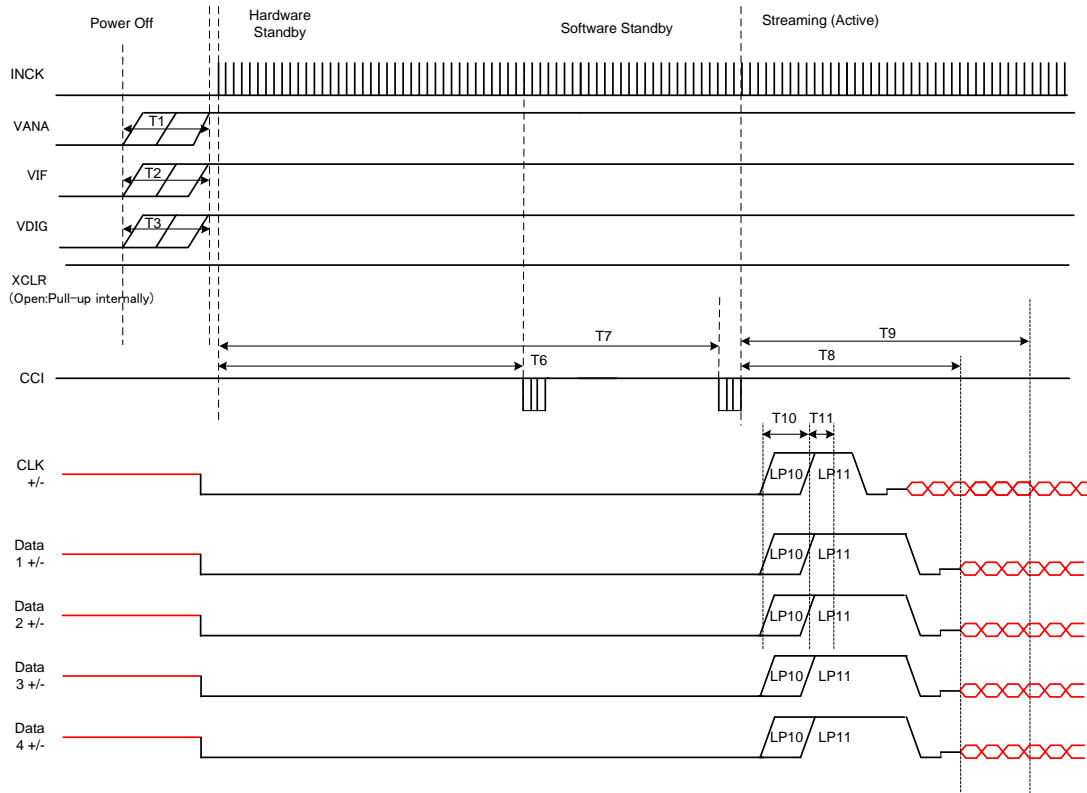 Power Off
Hardware
Standby
Software Standby
Streaming (Active)
INCK
VANA
T1
VIF
T2
VDIG
T3
XCLR
(Open:Pull-up internally)
T7
T9
T6
T8
CCI
T10
T11
CLK
+/-
LP10
LP11
Data
1 +/-
LP10
LP11
Data
2 +/-
LP10
LP11
Data
3 +/-
LP10
LP11
Data
4 +/-
LP10
LP11